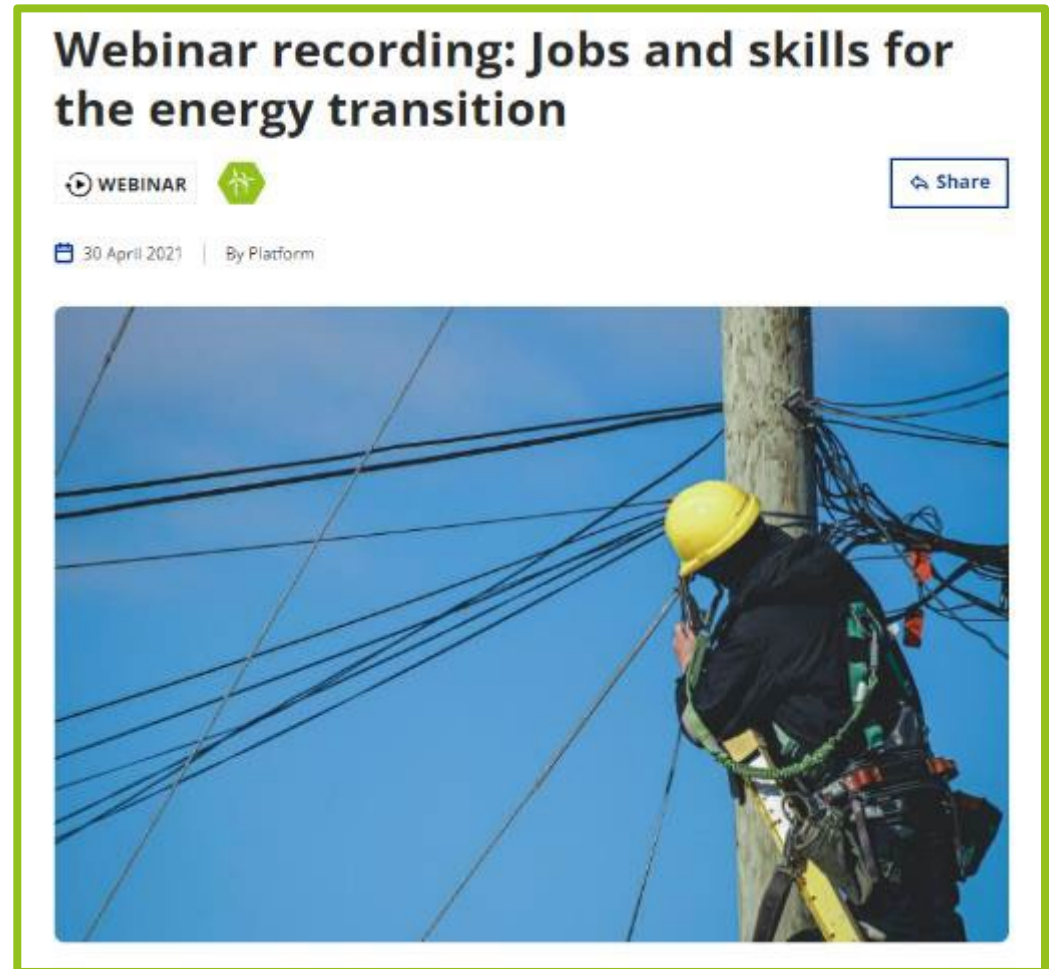 Webinar recording: Jobs and skills for
the energy transition
WEBINAR
Share
30 April 2021 | By Platform